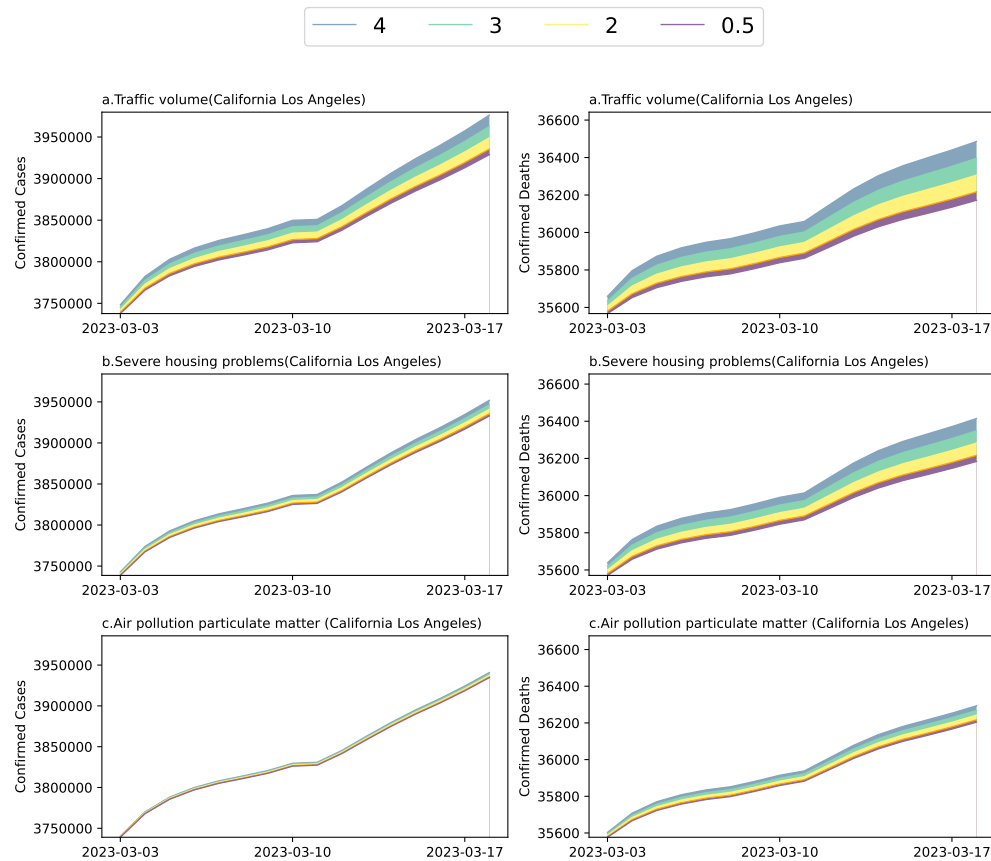 4 3 2 0.5
a.Traffic volume(California Los Angeles)
3950000
3900000
3850000
3800000
3750000
Confirmed Cases
2023-03-03 2023-03-10 2023-03-17
a.Traffic volume(California Los Angeles)
36600
36400
36200
36000
35800
35600
Confirmed Deaths
2023-03-03 2023-03-10 2023-03-17
b.Severe housing problems(California Los Angeles)
3950000
3900000
3850000
3800000
3750000
Confirmed Cases
2023-03-03 2023-03-10 2023-03-17
b.Severe housing problems(California Los Angeles)
36600
36400
36200
36000
35800
35600
Confirmed Deaths
2023-03-03 2023-03-10 2023-03-17
c.Air pollution particulate matter (California Los Angeles)
3950000
3900000
3850000
3800000
3750000
Confirmed Cases
2023-03-03 2023-03-10 2023-03-17
c.Air pollution particulate matter (California Los Angeles)
36600
36400
36200
36000
35800
35600
Confirmed Deaths
2023-03-03 2023-03-10 2023-03-17